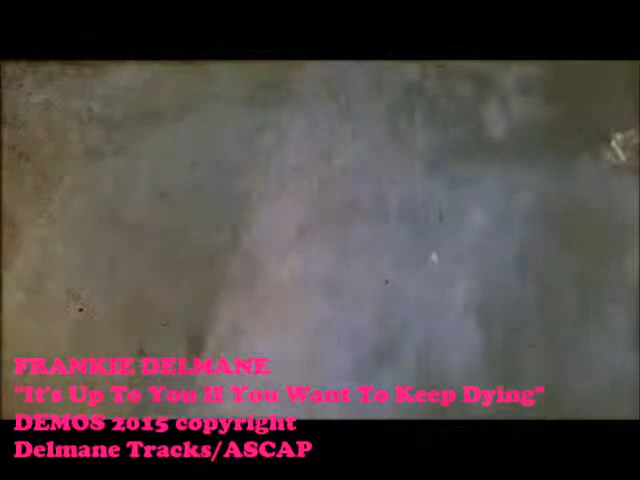 FRANKIE DELMANE
"It's Up To You If You Want To Keep Dying"
DEMOS 2015 copyright
Delmane Tracks/ASCAP